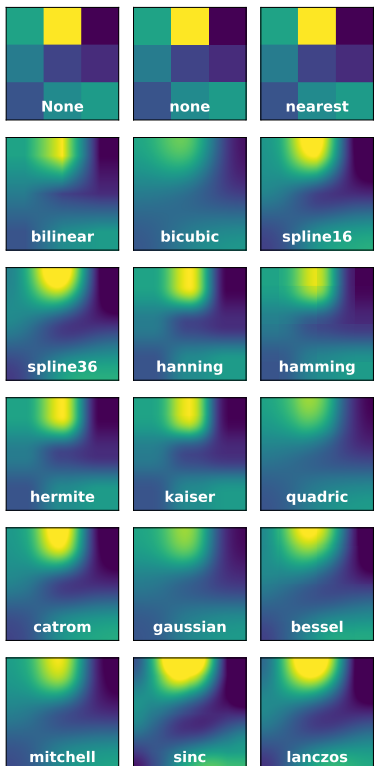 None
none
nearest
bilinear
bicubic
spline16
spline36
hanning
hamming
hermite
kaiser
quadric
catrom
gaussian
bessel
mitchell
sinc
lanczos